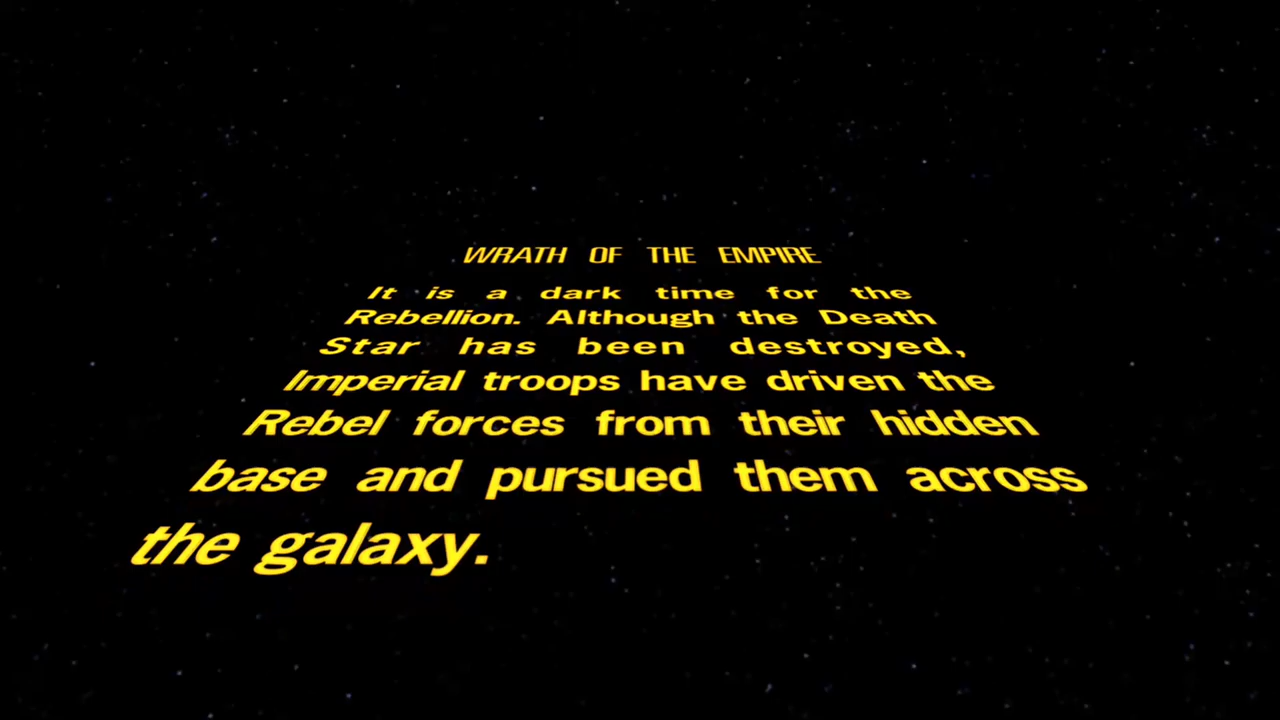 WRATH OF THE EMPIRE
It is a dark time for the
Rebellion. Although the Death
Star has been destroyed,
Imperial troops have driven the
Rebel forces from their hidden
base and pursued them across
the galaxy.